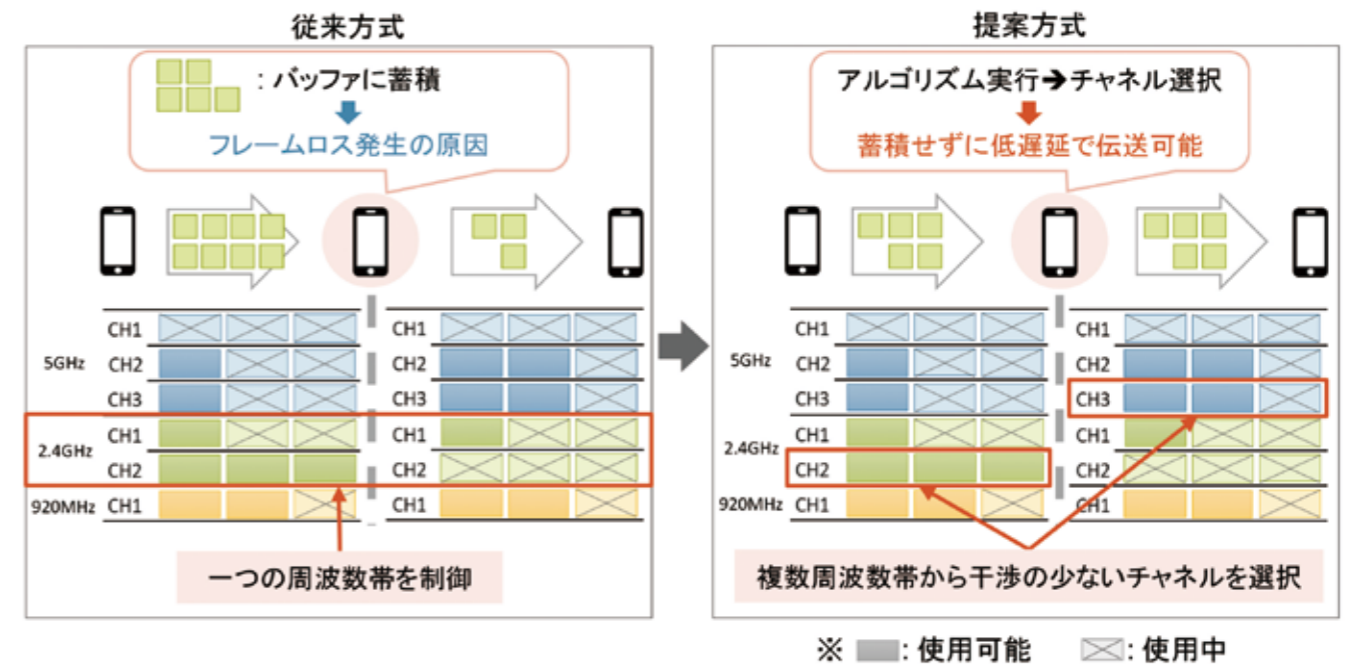 従来方式
: バッファに蓄積
フレームロス発生の原因
5GHz
CH1
CH2
CH3
2.4GHz
CH1
CH2
920MHz
CH1
CH1
CH2
CH3
CH1
CH2
CH1
一つの周波数帯を制御
提案方式
アルゴリズム実行➔チャネル選択
蓄積せずに低遅延で伝送可能
5GHz
CH1
CH2
CH3
2.4GHz
CH1
CH2
920MHz
CH1
CH1
CH2
CH3
CH1
CH2
CH1
複数周波数帯から干渉の少ないチャネルを選択
※ : 使用可能 : 使用中